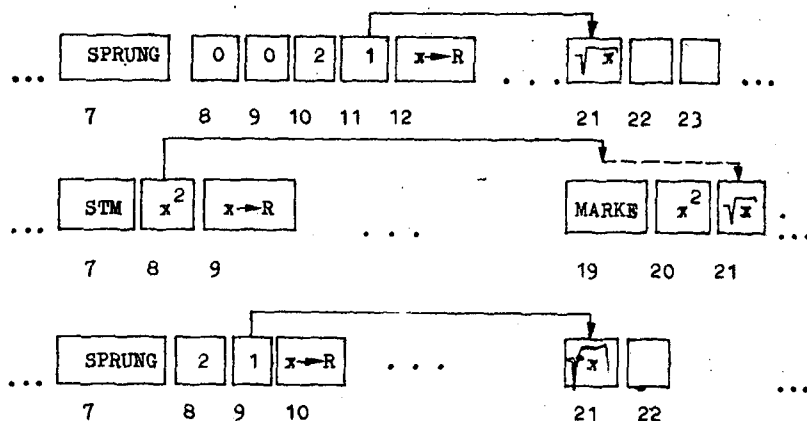 ... SPRUNG 0 0 2 1 x→R ... √x ...
7 8 9 10 11 12 21 22 23
... STM x² x→R ... MARKE x² √x ...
7 8 9 19 20 21
... SPRUNG 2 1 x→R ... √x ...
7 8 9 10 21 22